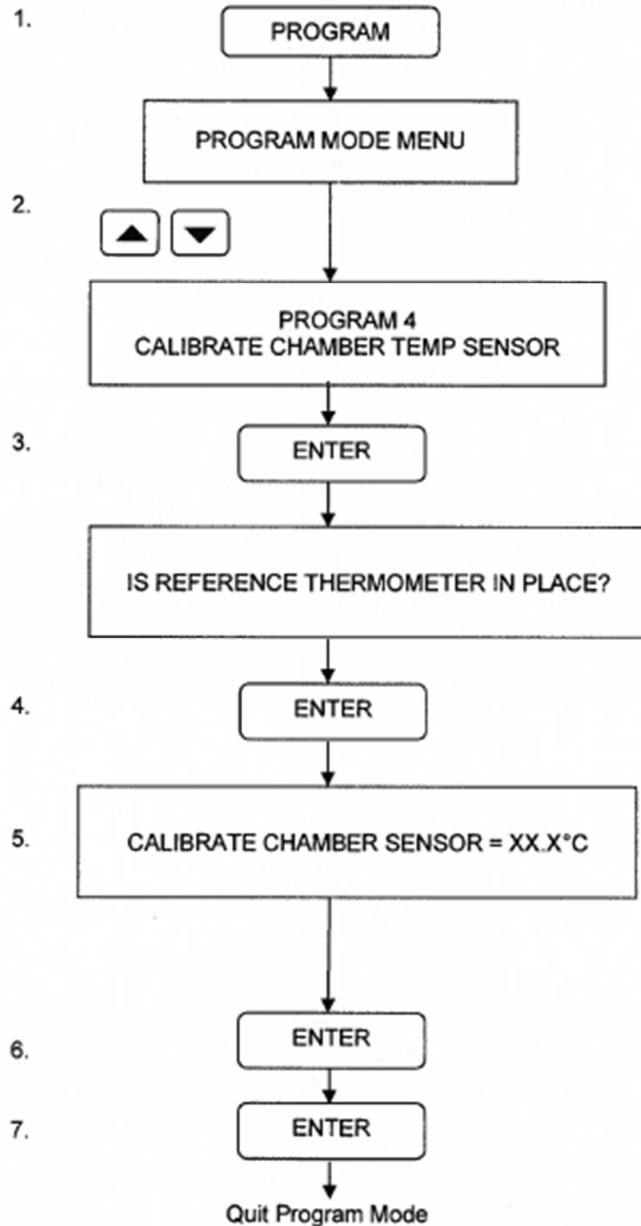 1.
PROGRAM
PROGRAM MODE MENU
2.
PROGRAM 4
CALIBRATE CHAMBER TEMP SENSOR
3.
ENTER
IS REFERENCE THERMOMETER IN PLACE?
4.
ENTER
5.
CALIBRATE CHAMBER SENSOR = XX.X°C
6.
ENTER
7.
ENTER
Quit Program Mode